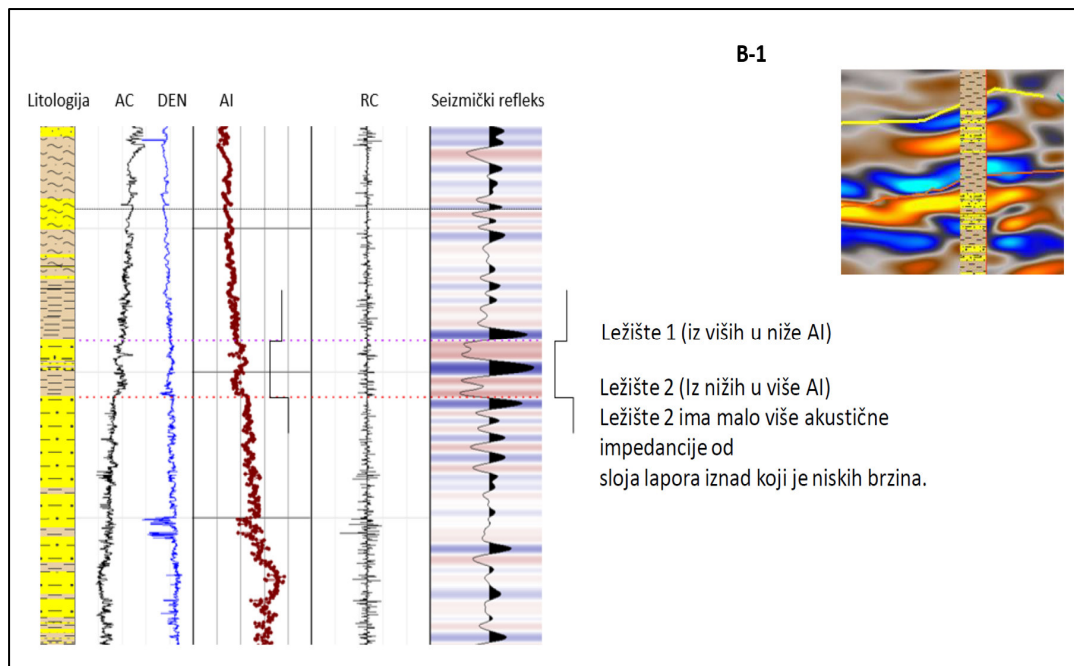 B-1
Litologija AC DEN AI RC Seizmički refleks
Ležište 1 (iz viših u niže AI)
Ležište 2 (Iz nižih u više AI)
Ležište 2 ima malo više akustične
impedancije od
sloja lapora iznad koji je niskih brzina.